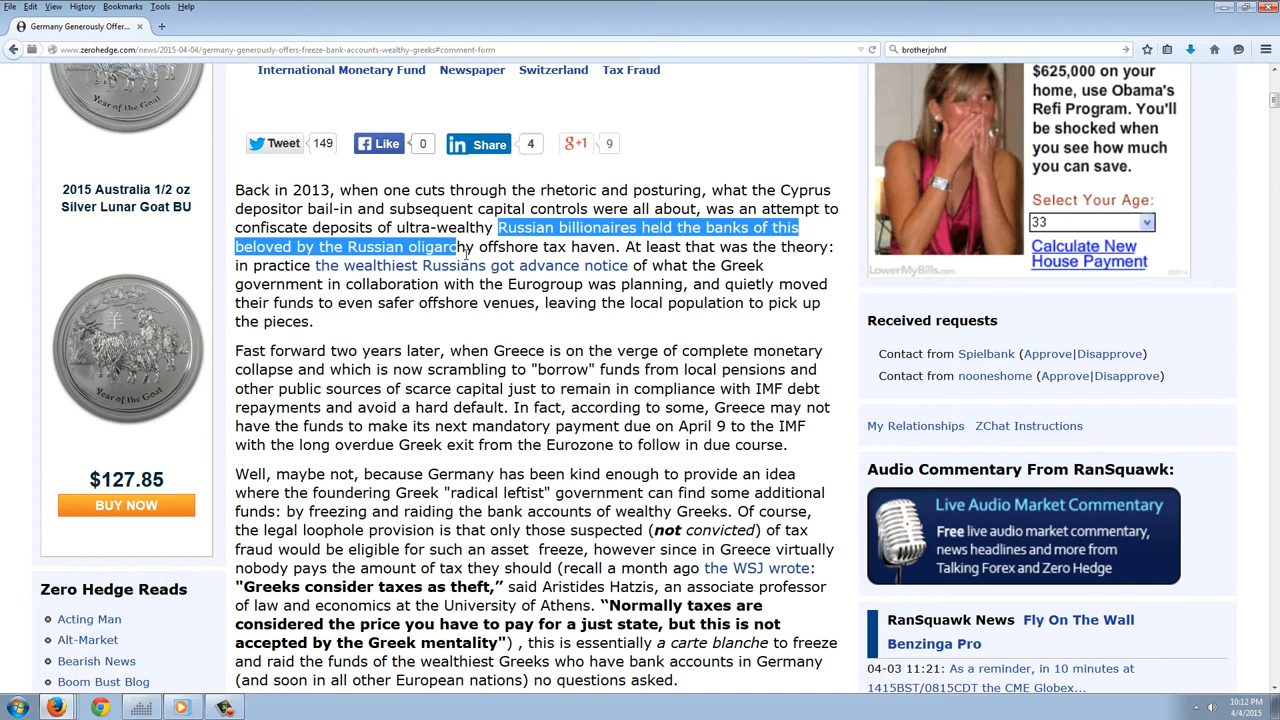 File Edit View History Bookmarks Tools Help
Germany Generously Offer... × +
www.zerohedge.com/news/2015-04-04/germany-generously-offers-freeze-bank-accounts-wealthy-greeks#comment-form
brotherjohnf
International Monetary Fund Newspaper Switzerland Tax Fraud
Tweet 149 Like 0 Share 4 g+1 9
Back in 2013, when one cuts through the rhetoric and posturing, what the Cyprus
depositor bail-in and subsequent capital controls were all about, was an attempt to
confiscate deposits of ultra-wealthy Russian billionaires held the banks of this
beloved by the Russian oligarchy offshore tax haven. At least that was the theory:
in practice the wealthiest Russians got advance notice of what the Greek
government in collaboration with the Eurogroup was planning, and quietly moved
their funds to even safer offshore venues, leaving the local population to pick up
the pieces.
Fast forward two years later, when Greece is on the verge of complete monetary
collapse and which is now scrambling to "borrow" funds from local pensions and
other public sources of scarce capital just to remain in compliance with IMF debt
repayments and avoid a hard default. In fact, according to some, Greece may not
have the funds to make its next mandatory payment due on April 9 to the IMF
with the long overdue Greek exit from the Eurozone to follow in due course.
Well, maybe not, because Germany has been kind enough to provide an idea
where the foundering Greek "radical leftist" government can find some additional
funds: by freezing and raiding the bank accounts of wealthy Greeks. Of course,
the legal loophole provision is that only those suspected (not convicted) of tax
fraud would be eligible for such an asset freeze, however since in Greece virtually
nobody pays the amount of tax they should (recall a month ago the WSJ wrote:
"Greeks consider taxes as theft,” said Aristides Hatzis, an associate professor
of law and economics at the University of Athens. “Normally taxes are
considered the price you have to pay for a just state, but this is not
accepted by the Greek mentality") , this is essentially a carte blanche to freeze
and raid the funds of the wealthiest Greeks who have bank accounts in Germany
(and soon in all other European nations) no questions asked.
Year of the Goat
2015 Australia 1/2 oz
Silver Lunar Goat BU
羊
Year of the Goat
$127.85
BUY NOW
Zero Hedge Reads
Acting Man
Alt-Market
Bearish News
Boom Bust Blog
$625,000 on your
home, use Obama's
Refi Program. You'll
be shocked when
you see how much
you can save.
Select Your Age:
33
Calculate New
House Payment
LowerMyBills.com
Received requests
Contact from Spielbank (Approve|Disapprove)
Contact from nooneshome (Approve|Disapprove)
My Relationships ZChat Instructions
Audio Commentary From RanSquawk:
Live Audio Market Commentary
Free live audio market commentary,
news headlines and more from
Talking Forex and Zero Hedge
RanSquawk News Fly On The Wall
Benzinga Pro
04-03 11:21: As a reminder, in 10 minutes at
1415BST/0815CDT the CME Globex...
10:12 PM
4/4/2015